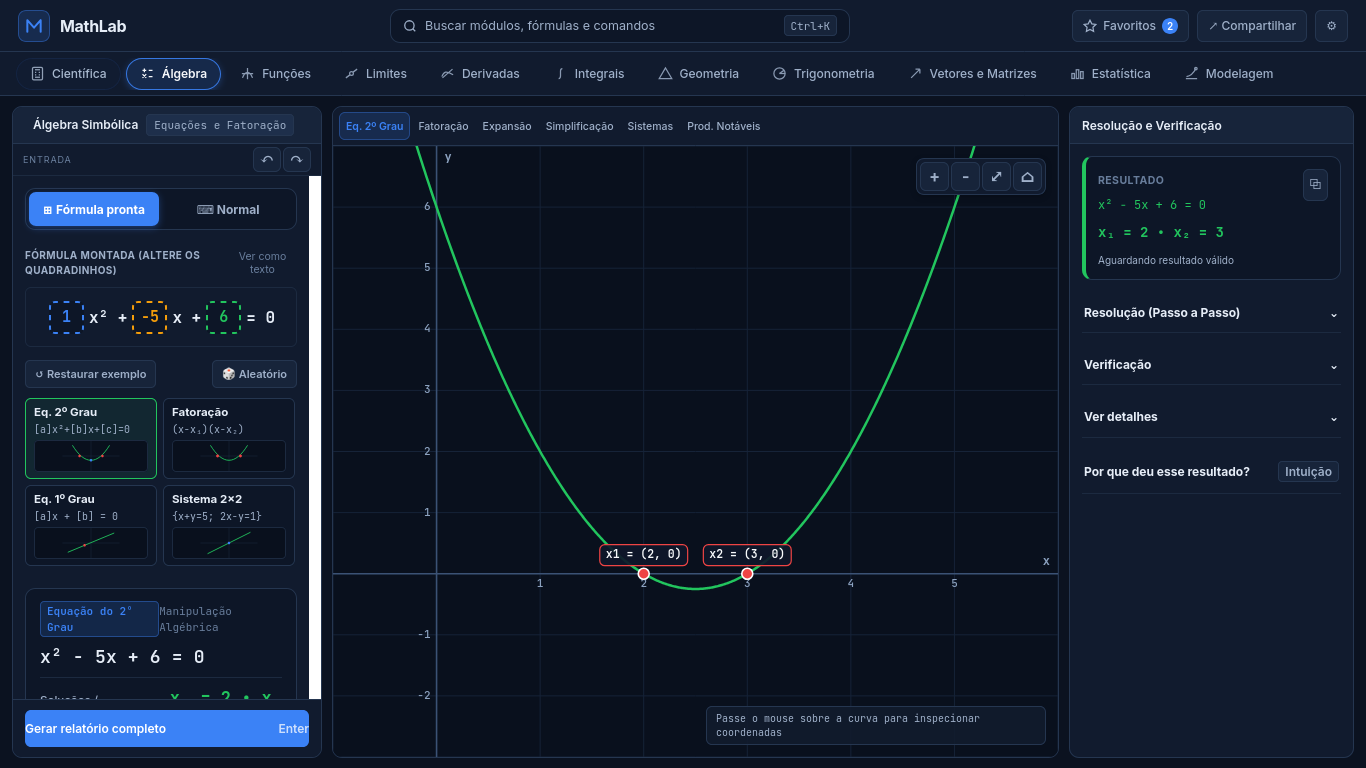 MathLab
Buscar módulos, fórmulas e comandos
Ctrl+K
Favoritos 2
Compartilhar
Científica
Álgebra
Funções
Limites
Derivadas
Integrais
Geometria
Trigonometria
Vetores e Matrizes
Estatística
Modelagem
Álgebra Simbólica
Equações e Fatoração
ENTRADA
Fórmula pronta
Normal
FÓRMULA MONTADA (ALTERE OS
QUADRADINHOS)
Ver como
texto
1 x² + -5 x + 6 = 0
↺ Restaurar exemplo
Aleatório
Eq. 2º Grau
[a]x²+[b]x+[c]=0
Fatoração
(x-x₁)(x-x₂)
Eq. 1º Grau
[a]x + [b] = 0
Sistema 2×2
{x+y=5; 2x-y=1}
Equação do 2°
Grau
Manipulação
Algébrica
x² - 5x + 6 = 0
Gerar relatório completo
Enter
Eq. 2º Grau
Fatoração
Expansão
Simplificação
Sistemas
Prod. Notáveis
y
+
-
6
5
4
3
2
1
x1 = (2, 0)
x2 = (3, 0)
x
1
2
3
4
5
-1
-2
Passe o mouse sobre a curva para inspecionar
coordenadas
Resolução e Verificação
RESULTADO
x² - 5x + 6 = 0
x₁ = 2 • x₂ = 3
Aguardando resultado válido
Resolução (Passo a Passo)
Verificação
Ver detalhes
Por que deu esse resultado?
Intuição